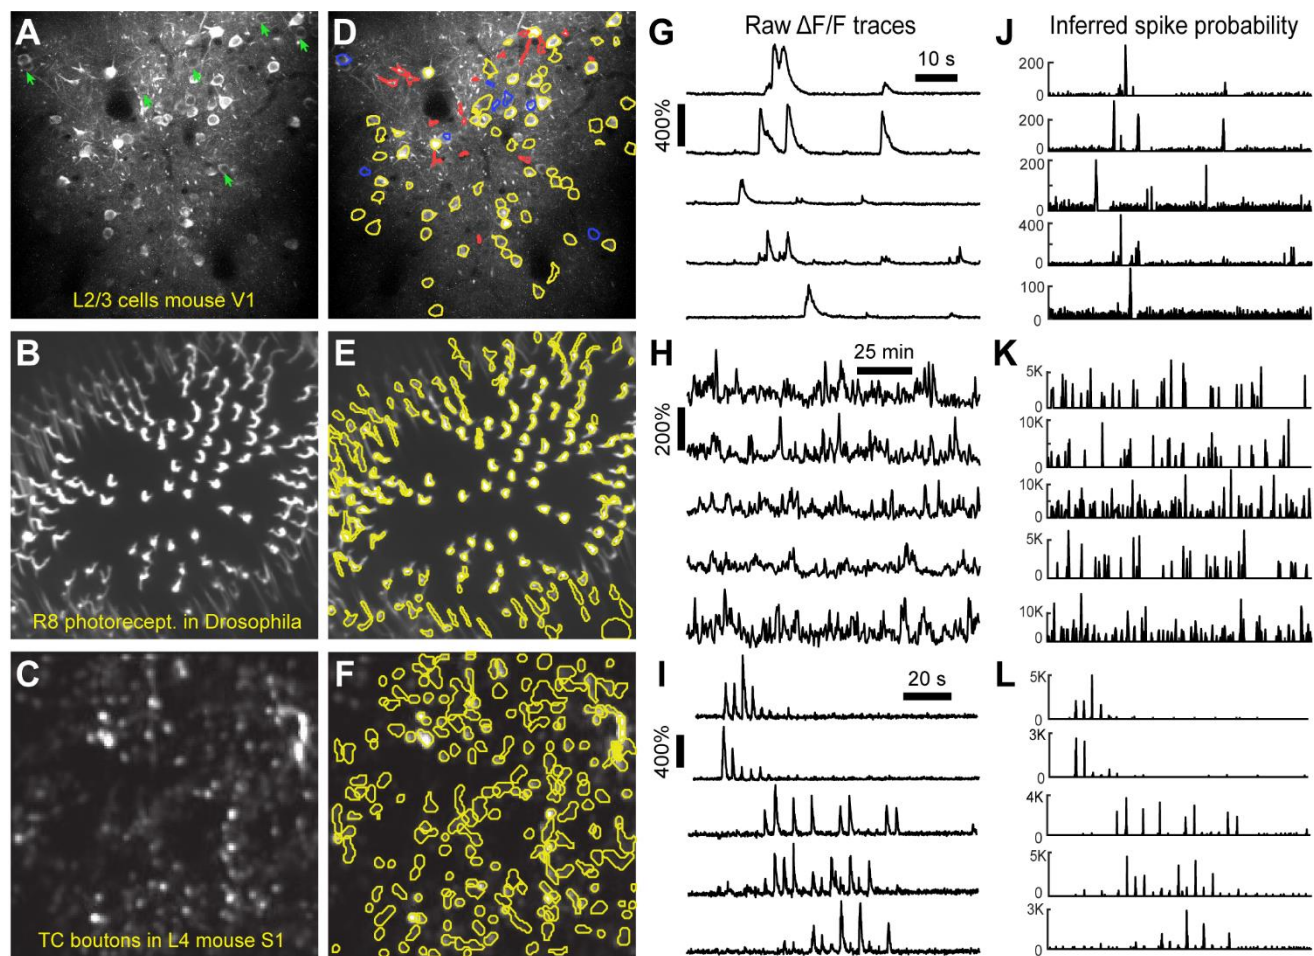 A
L2/3 cells mouse V1
D
G
Raw ΔF/F traces
10 s
400%
J
Inferred spike probability
200
0
200
0
200
0
400
0
100
0
B
R8 photorecept. in Drosophila
E
H
25 min
200%
K
5K
0
10K
0
10K
0
5K
0
10K
0
C
TC boutons in L4 mouse S1
F
I
20 s
400%
L
5K
0
3K
0
4K
0
5K
0
3K
0